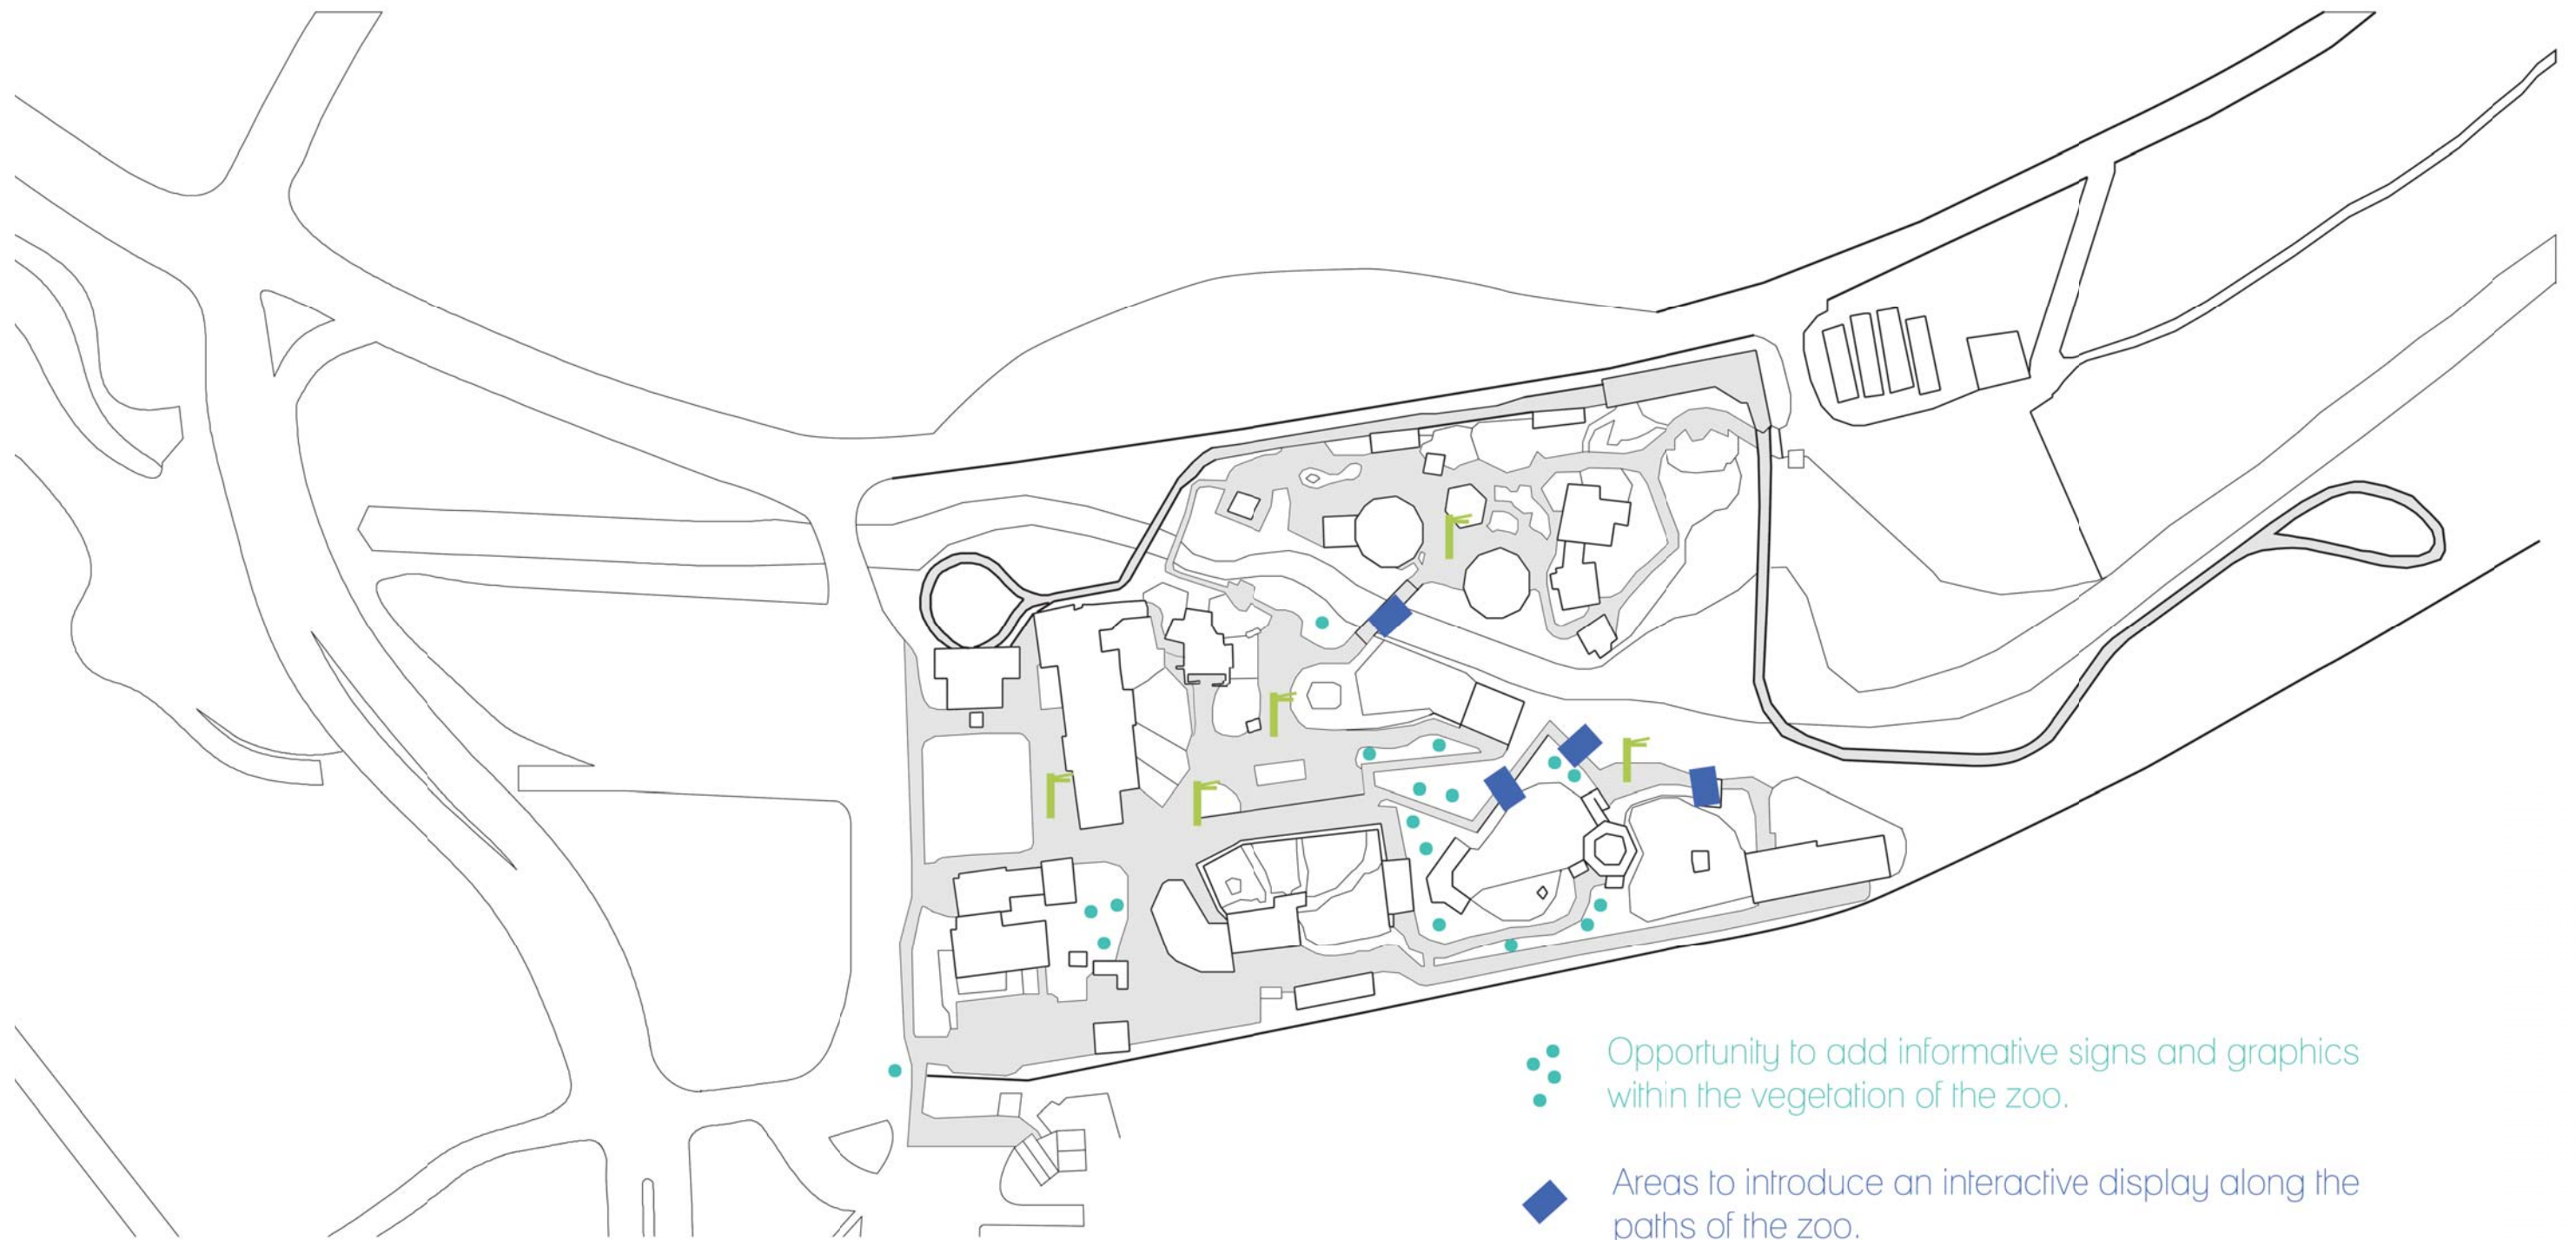 Opportunity to add informative signs and graphics
within the vegetation of the zoo.
Areas to introduce an interactive display along the
paths of the zoo.